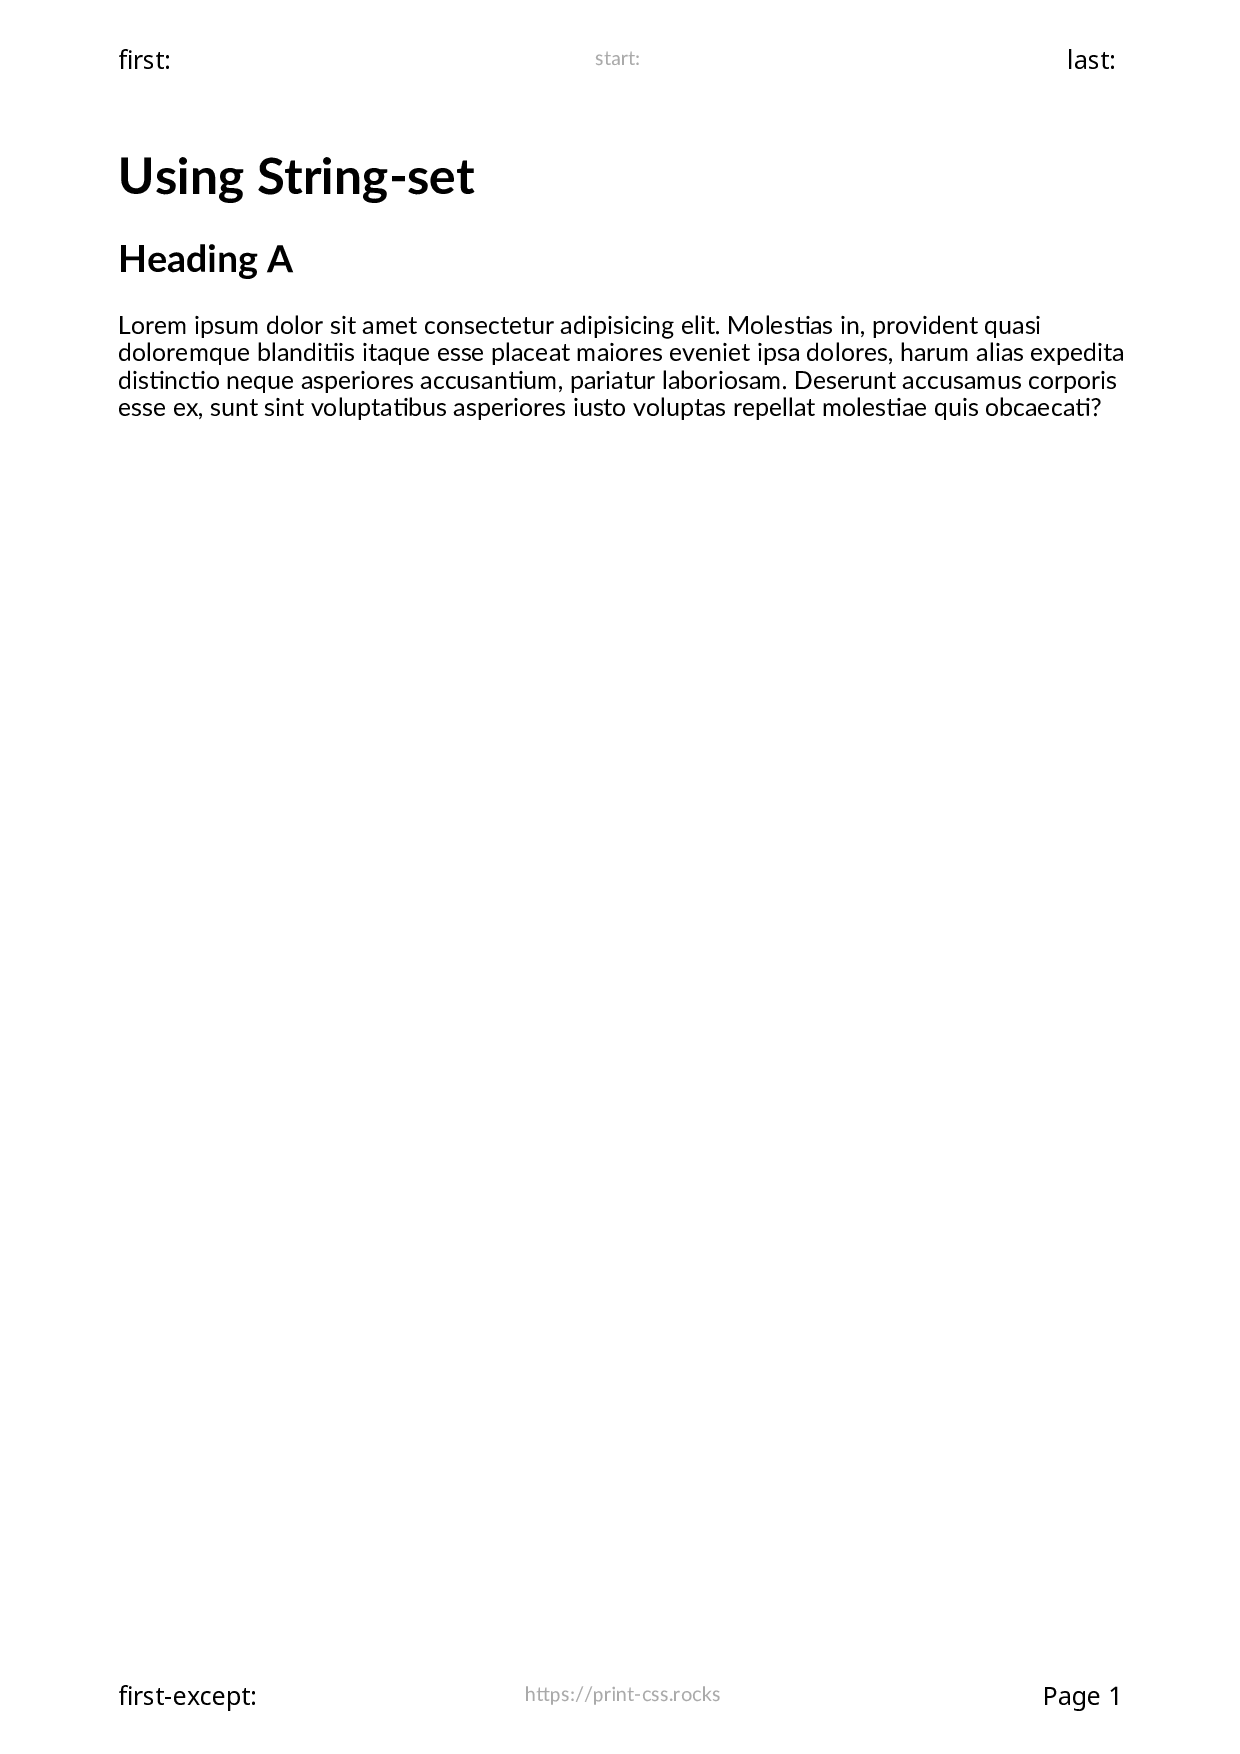 first:
start:
last:
Using String-set
Heading A
Lorem ipsum dolor sit amet consectetur adipisicing elit. Molestias in, provident quasi
doloremque blanditiis itaque esse placeat maiores eveniet ipsa dolores, harum alias expedita
distinctio neque asperiores accusantium, pariatur laboriosam. Deserunt accusamus corporis
esse ex, sunt sint voluptatibus asperiores iusto voluptas repellat molestiae quis obcaecati?
first-except:
https://print-css.rocks
Page 1